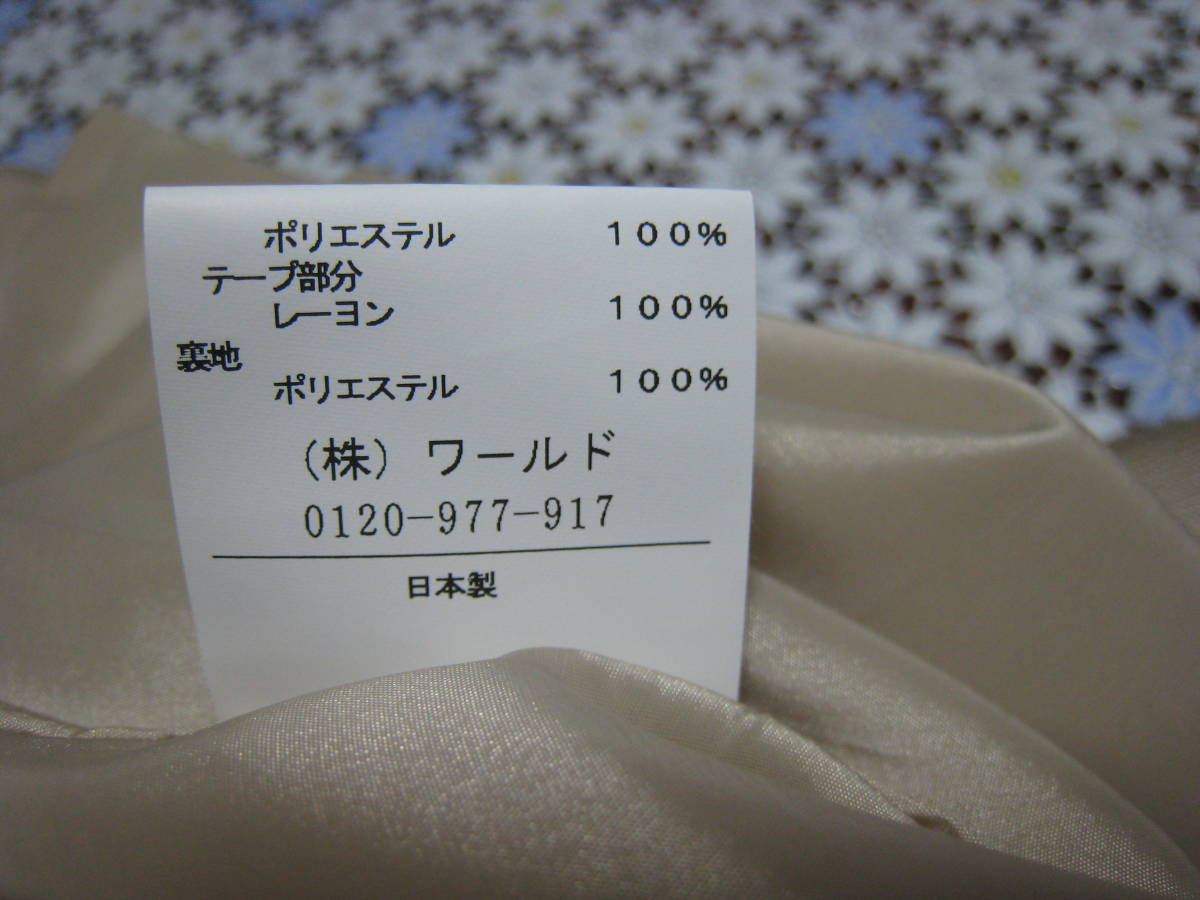 ポリエステル １００％
テープ部分
レーヨン １００％
裏地
ポリエステル １００％
（株）ワールド
0120-977-917
日本製